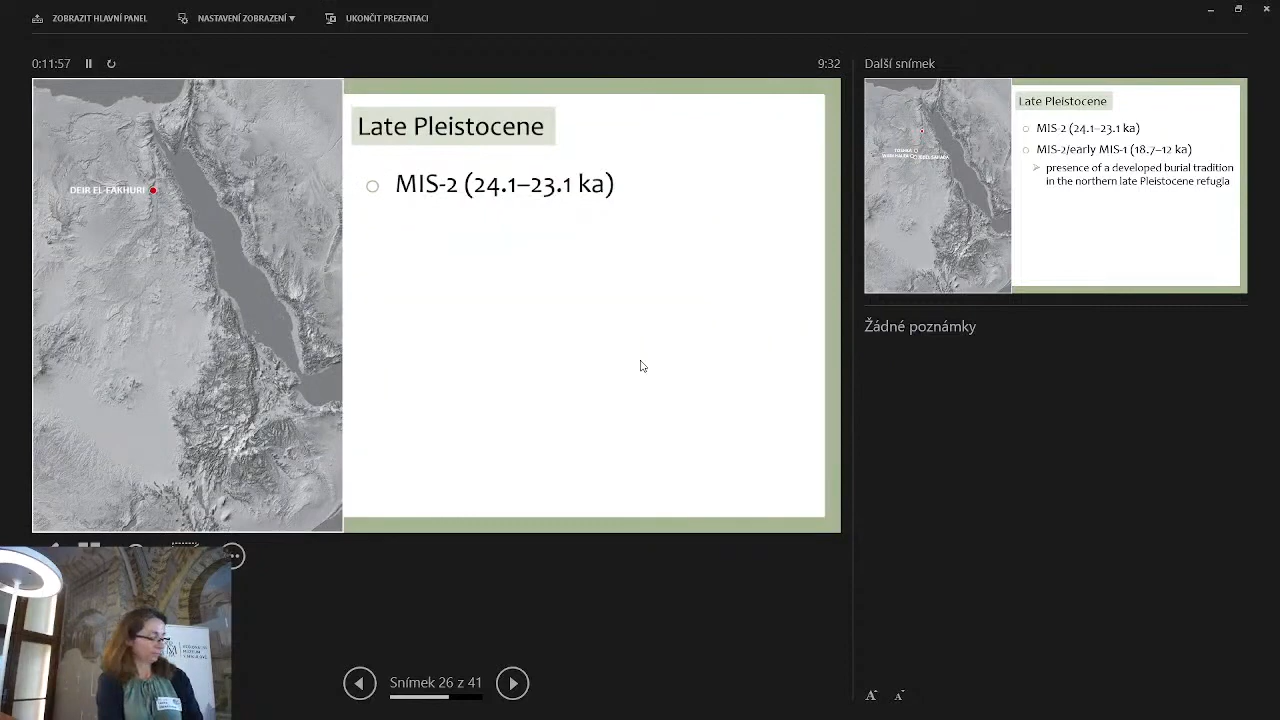 ZOBRAZIT HLAVNÍ PANEL
NASTAVENÍ ZOBRAZENÍ ▼
UKONČIT PREZENTACI
0:11:57
9:32
Další snímek
DEIR EL-FAKHURI
Late Pleistocene
MIS-2 (24.1–23.1 ka)
Late Pleistocene
MIS-2 (24.1–23.1 ka)
MIS-2/early MIS-1 (18.7–12 ka)
presence of a developed burial tradition
in the northern late Pleistocene refugia
TOSHKA
Žádné poznámky
REGIONÁLNÍ
MUZEUM
Snímek 26 z 41
A A